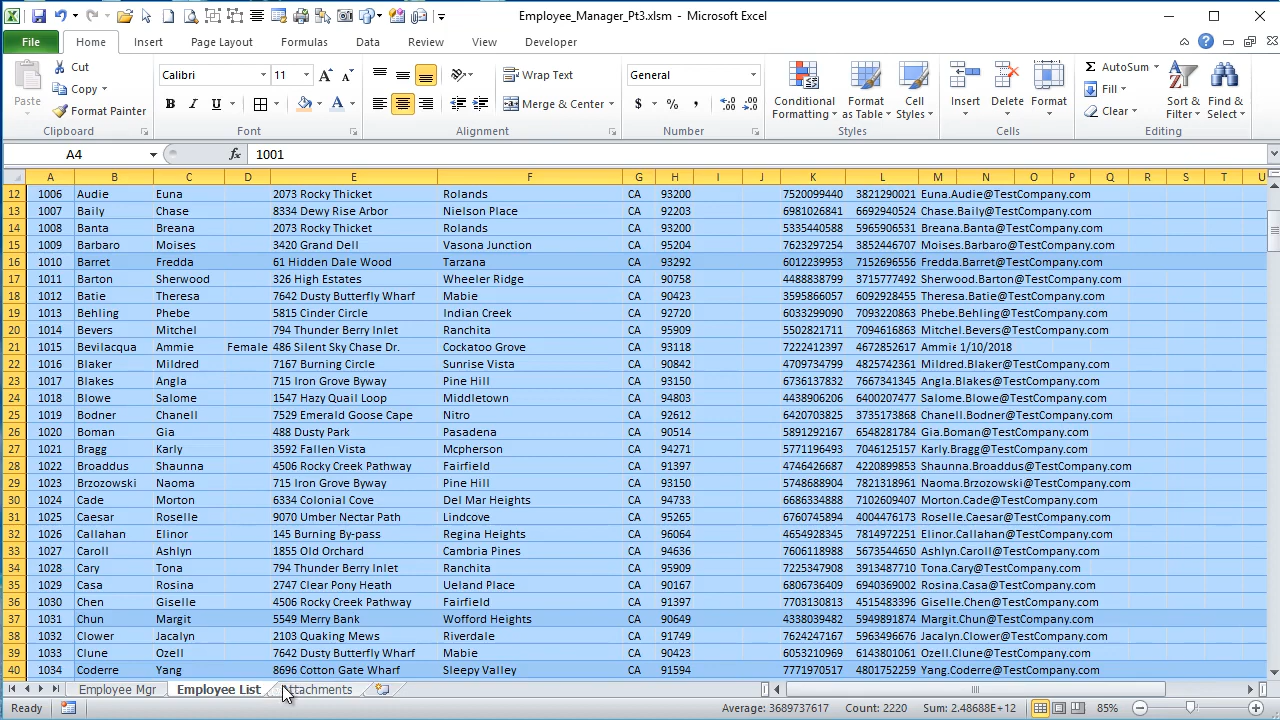 Employee_Manager_Pt3.xlsm - Microsoft Excel
File Home Insert Page Layout Formulas Data Review View Developer
Paste Cut Copy Format Painter Clipboard
Calibri 11 B I U A Font
Wrap Text Merge & Center Alignment
General $ % , Number
Conditional Formatting Format as Table Cell Styles Styles
Insert Delete Format Cells
Σ AutoSum Fill Clear Sort & Filter Find & Select Editing
A4 fx 1001
A B C D E F G H I J K L M N O P Q R S T U
12 1006 Audie Euna 2073 Rocky Thicket Rolands CA 93200 7520099440 3821290021 Euna.Audie@TestCompany.com
13 1007 Baily Chase 8334 Dewy Rise Arbor Nielson Place CA 92203 6981026841 6692940524 Chase.Baily@TestCompany.com
14 1008 Banta Breana 2073 Rocky Thicket Rolands CA 93200 5335440588 5965906531 Breana.Banta@TestCompany.com
15 1009 Barbaro Moises 3420 Grand Dell Vasona Junction CA 95204 7623297254 3852446707 Moises.Barbaro@TestCompany.com
16 1010 Barret Fredda 61 Hidden Dale Wood Tarzana CA 93292 6012239953 7152696556 Fredda.Barret@TestCompany.com
17 1011 Barton Sherwood 326 High Estates Wheeler Ridge CA 90758 4488838799 3715777492 Sherwood.Barton@TestCompany.com
18 1012 Batie Theresa 7642 Dusty Butterfly Wharf Mabie CA 90423 3595866057 6092928455 Theresa.Batie@TestCompany.com
19 1013 Behling Phebe 5815 Cinder Circle Indian Creek CA 92720 6033299090 7093220863 Phebe.Behling@TestCompany.com
20 1014 Bevers Mitchel 794 Thunder Berry Inlet Ranchita CA 95909 5502821711 7094616863 Mitchel.Bevers@TestCompany.com
21 1015 Bevilacqua Ammie Female 486 Silent Sky Chase Dr. Cockatoo Grove CA 93118 7222412397 4672852617 Ammie 1/10/2018
22 1016 Blaker Mildred 7167 Burning Circle Sunrise Vista CA 90842 4709734799 4825742361 Mildred.Blaker@TestCompany.com
23 1017 Blakes Angla 715 Iron Grove Byway Pine Hill CA 93150 6736137832 7667341345 Angla.Blakes@TestCompany.com
24 1018 Blowe Salome 1547 Hazy Quail Loop Middletown CA 94803 4438906206 6400207477 Salome.Blowe@TestCompany.com
25 1019 Bodner Chanell 7529 Emerald Goose Cape Nitro CA 92612 6420703825 3735173868 Chanell.Bodner@TestCompany.com
26 1020 Boman Gia 488 Dusty Park Pasadena CA 90514 5388292167 6548281784 Gia.Boman@TestCompany.com
27 1021 Bragg Karly 3592 Fallen Vista Mcpherson CA 94271 5771196493 7046125157 Karly.Bragg@TestCompany.com
28 1022 Broaddus Shaunna 4506 Rocky Creek Pathway Fairfield CA 91397 4746426687 4220899853 Shaunna.Broaddus@TestCompany.com
29 1023 Brzozowski Naoma 715 Iron Grove Byway Pine Hill CA 93150 5748688904 7821318961 Naoma.Brzozowski@TestCompany.com
30 1024 Cade Morton 6334 Colonial Cove Del Mar Heights CA 94733 6686334888 7102609407 Morton.Cade@TestCompany.com
31 1025 Caesar Roselle 9070 Umber Nectar Path Lindcove CA 95265 6760745894 4004476173 Roselle.Caesar@TestCompany.com
32 1026 Callahan Elinor 145 Burning By-pass Regina Heights CA 96064 4654928345 7814972251 Elinor.Callahan@TestCompany.com
33 1027 Caroll Ashlyn 1855 Old Orchard Cambria Pines CA 94636 7606118988 5673544650 Ashlyn.Caroll@TestCompany.com
34 1028 Cary Tona 794 Thunder Berry Inlet Ranchita CA 95909 7225347908 3913487710 Tona.Cary@TestCompany.com
35 1029 Casa Rosina 2747 Clear Pony Heath Ueland Place CA 90167 6806736409 6940369002 Rosina.Casa@TestCompany.com
36 1030 Chen Giselle 4506 Rocky Creek Pathway Fairfield CA 91397 7703130813 4515483396 Giselle.Chen@TestCompany.com
37 1031 Chun Margit 5549 Merry Bank Wofford Heights CA 90649 4338039482 5949891874 Margit.Chun@TestCompany.com
38 1032 Clower Jacalyn 2103 Quaking Mews Riverdale CA 91749 7624247167 5963496676 Jacalyn.Clower@TestCompany.com
39 1033 Clune Ozell 7642 Dusty Butterfly Wharf Mabie CA 90423 6053210969 6143901061 Ozell.Clune@TestCompany.com
40 1034 Coderre Yang 8696 Cotton Gate Wharf Sleepy Valley CA 91594 7771970517 4801752259 Yang.Coderre@TestCompany.com
Employee Mgr Employee List Attachments
Ready Average: 3689737617 Count: 2220 Sum: 2.48688E+12 85%